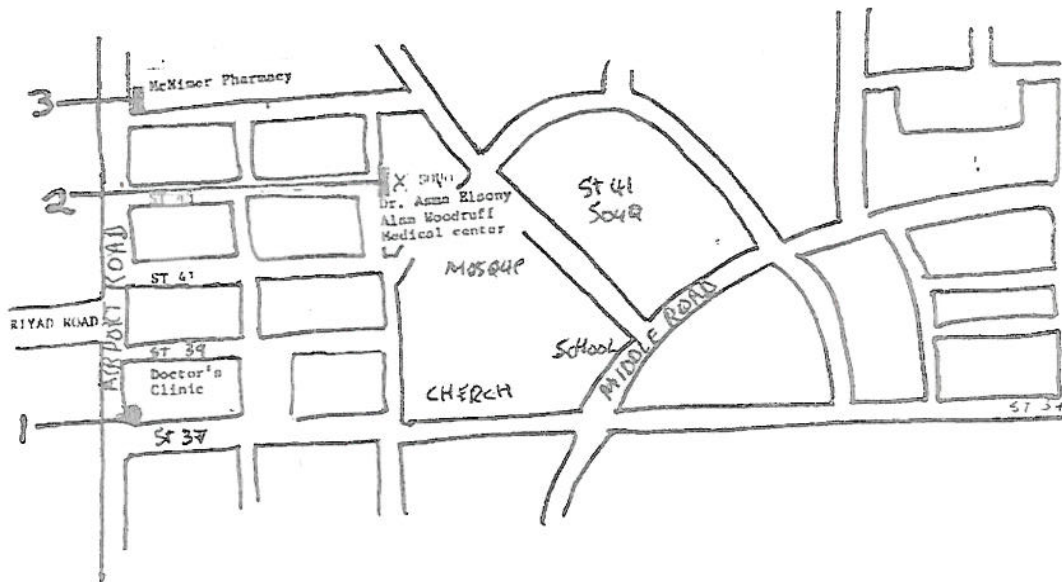 3
McNimer Pharmacy
2
ST 43
X
Dr. Asma Elsony
Alan Woodruff
Medical center
ST 41
SOUQ
MOSQUE
AIRPORT ROAD
ST 41
RIYAD ROAD
ST 39
Doctor's
Clinic
SCHOOL
MIDDLE ROAD
CHERCH
1
ST 37